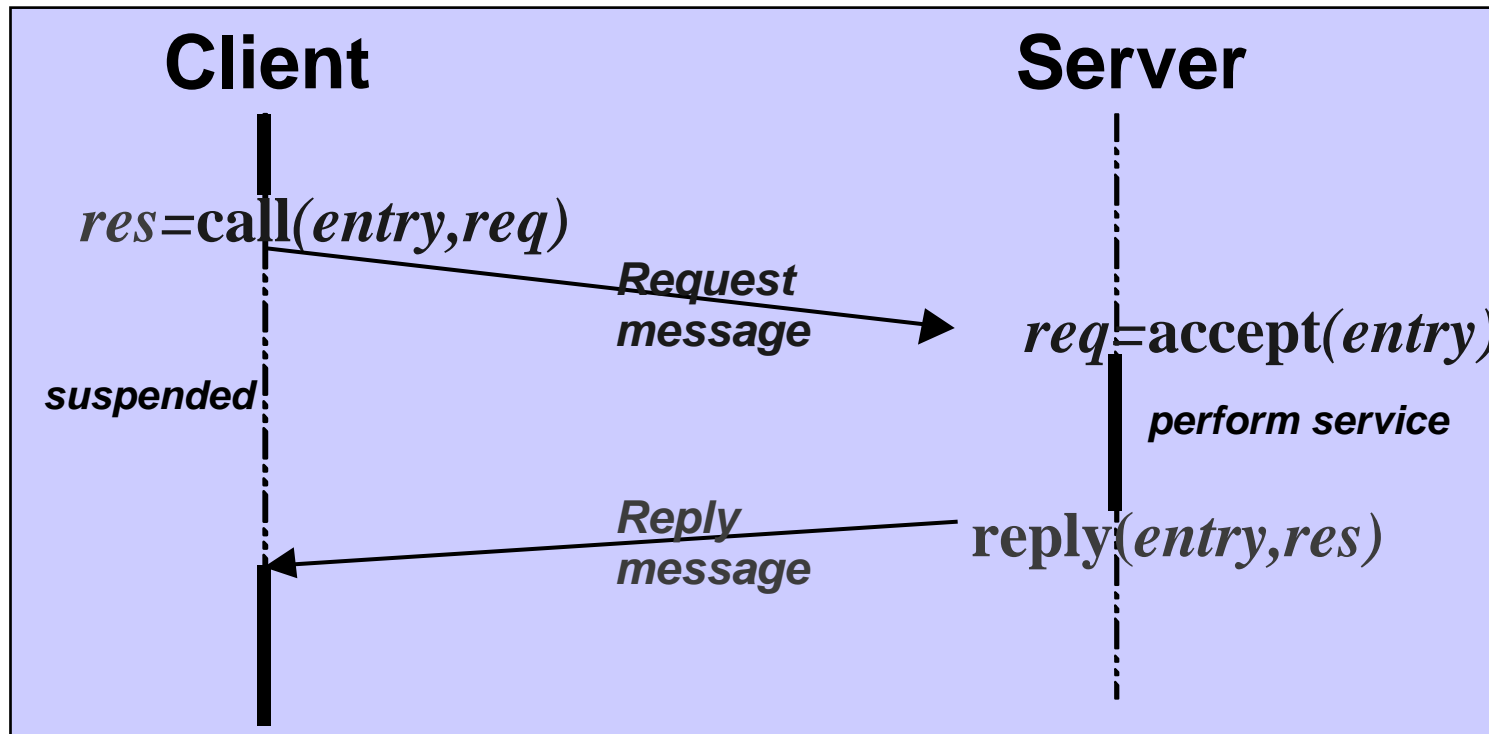 Client
Server
res=call(entry,req)
Request
message
req=accept(entry)
suspended
perform service
Reply
message
reply(entry,res)